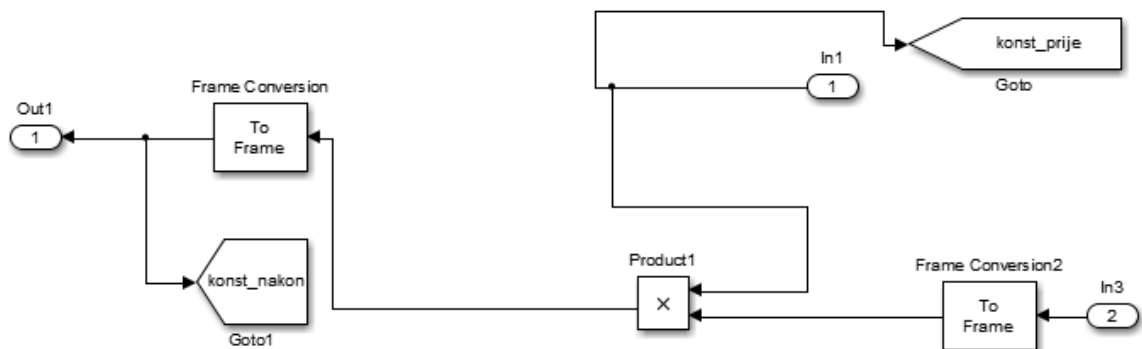 konst_prije
Goto
In1
1
Frame Conversion
To
Frame
Out1
1
konst_nakon
Goto1
Product1
×
Frame Conversion2
To
Frame
In3
2